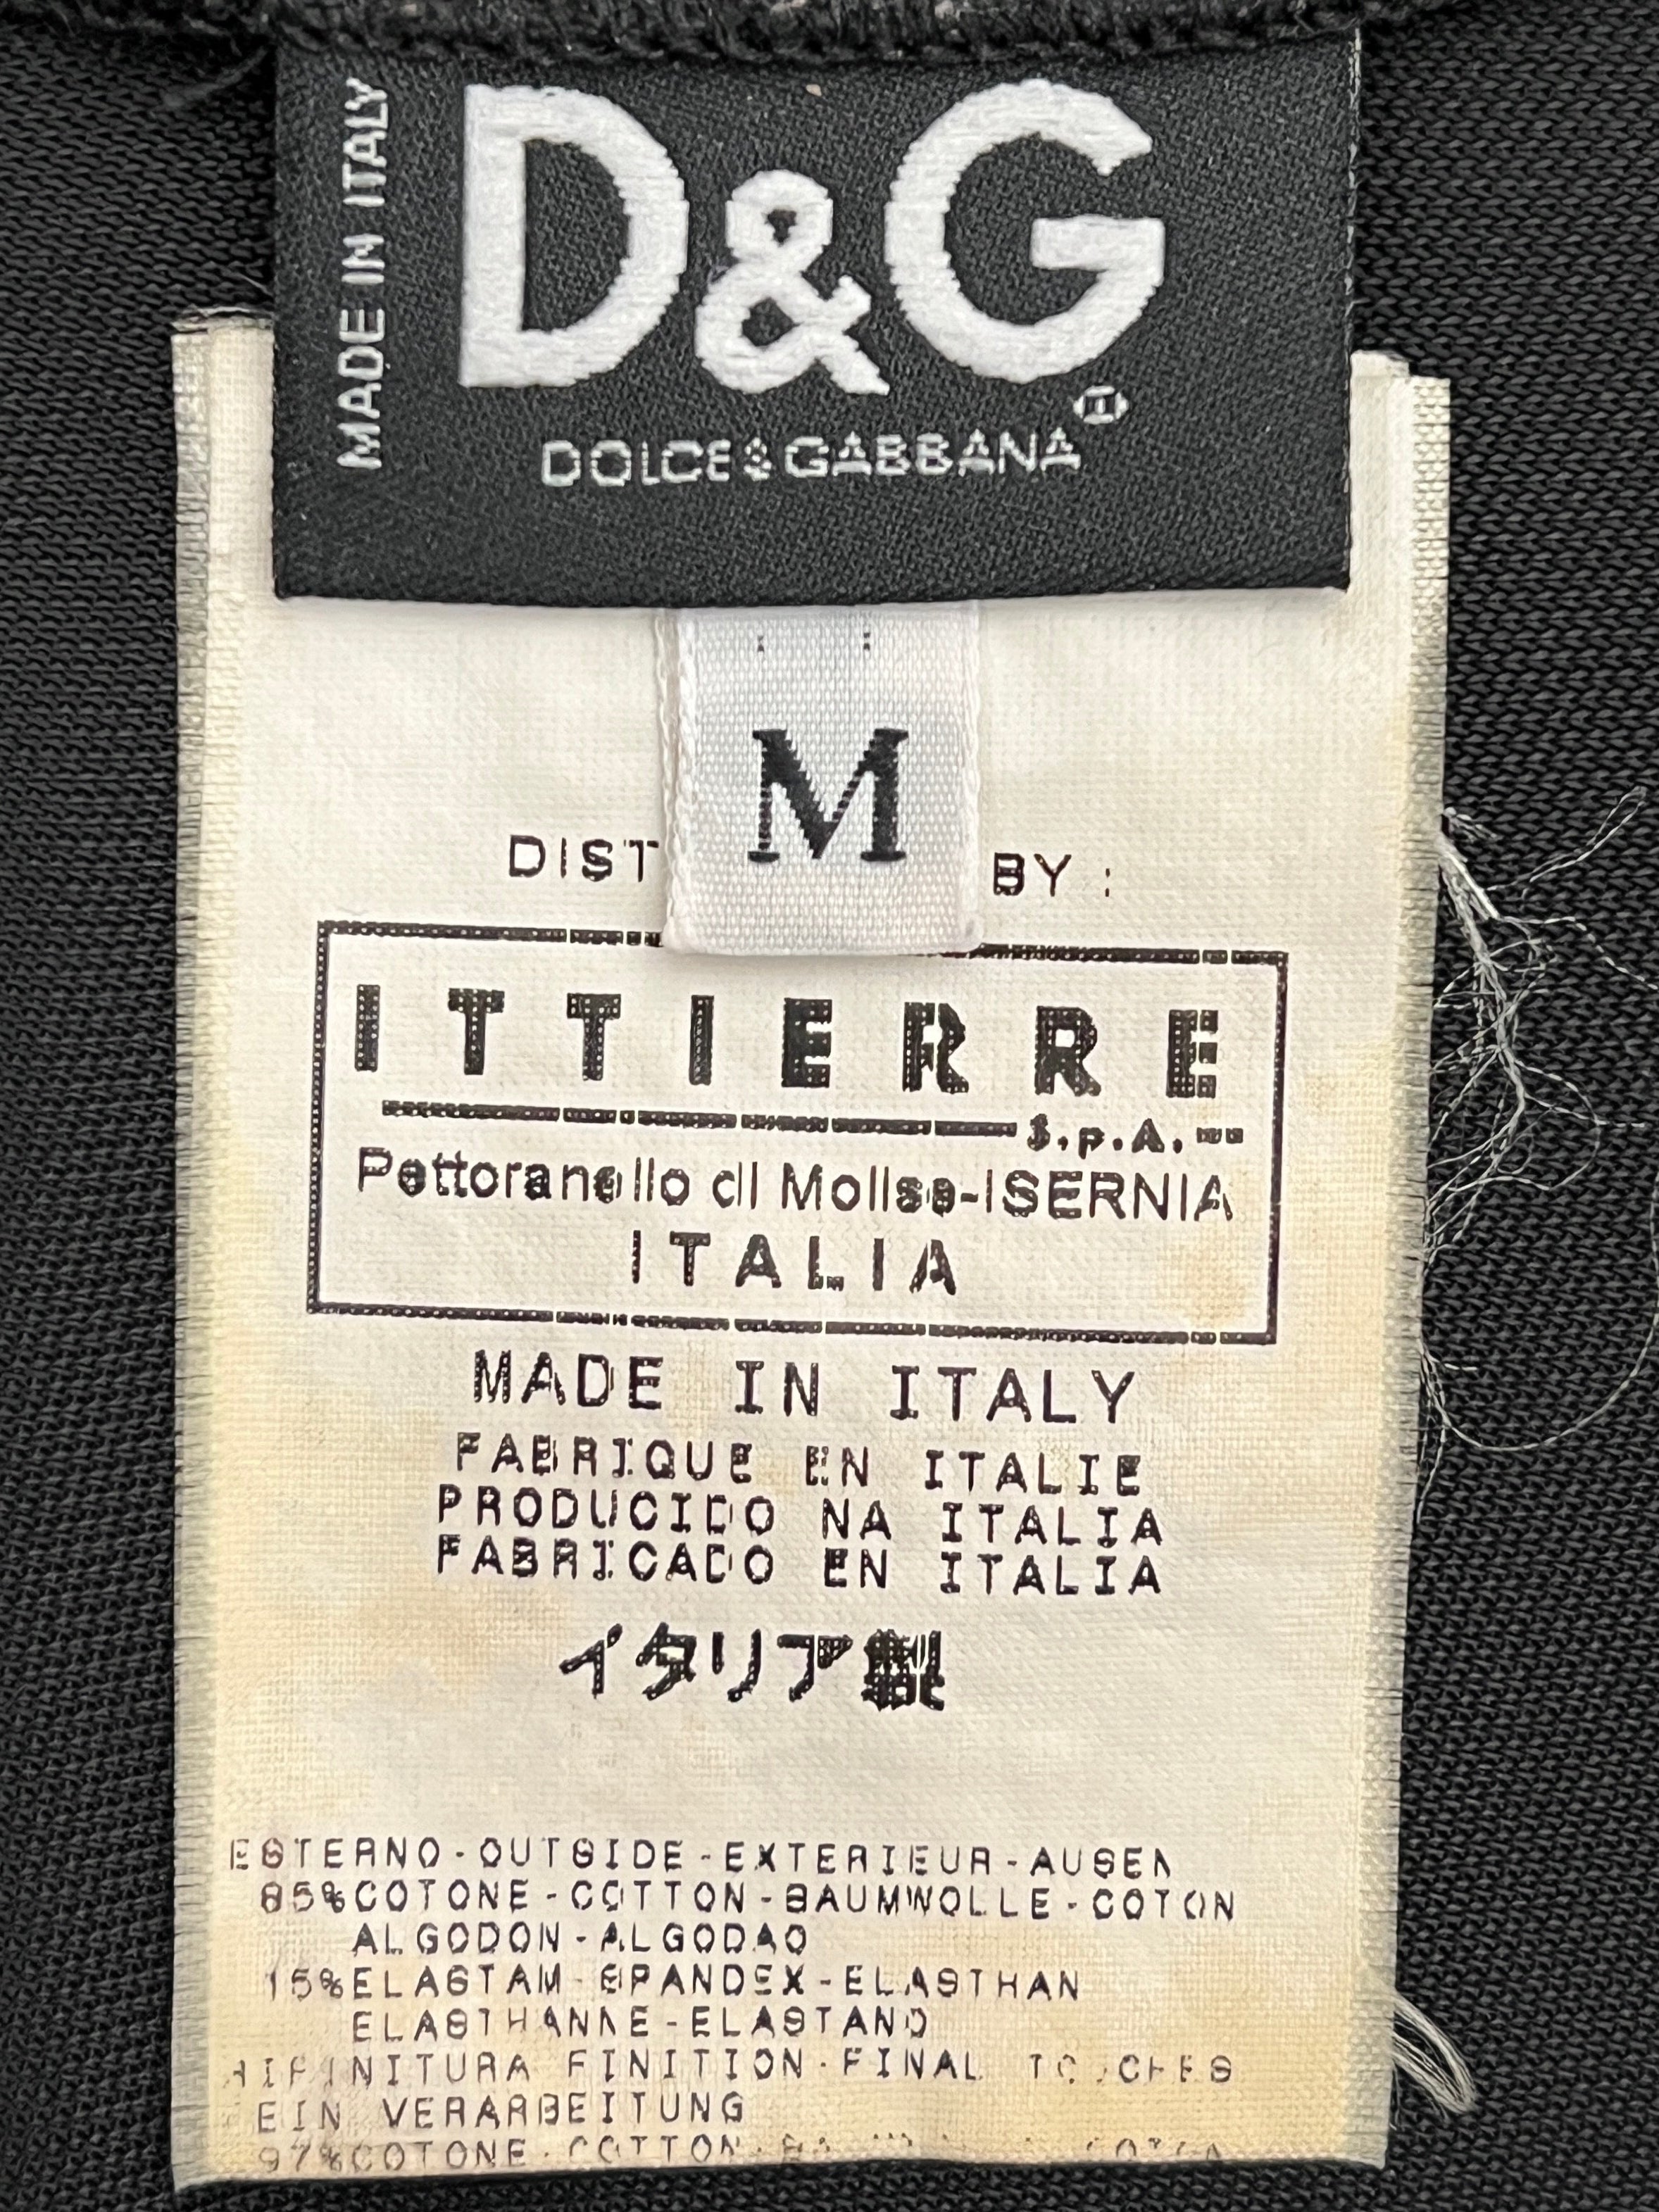 MADE IN ITALY
D&G
DOLCE&GABBANA®
M
DIST BY :
ITTIERRE
S.p.A.
Pettoranello di Molise-ISERNIA
ITALIA
MADE IN ITALY
FABRIQUE EN ITALIE
PRODUCIDO NA ITALIA
FABRICADO EN ITALIA
イタリア製
ESTERNO-OUTSIDE-EXTERIEUR-AUSEN
85%COTONE-COTTON-BAUMWOLLE-COTON
ALGODON-ALGODAO
15%ELASTAM-SPANDEX-ELASTHAN
ELASTHANNE-ELASTANO
RIFINITURA FINITION-FINAL TOUCHES
EIN VERARBEITUNG
97%COTONE-COTTON